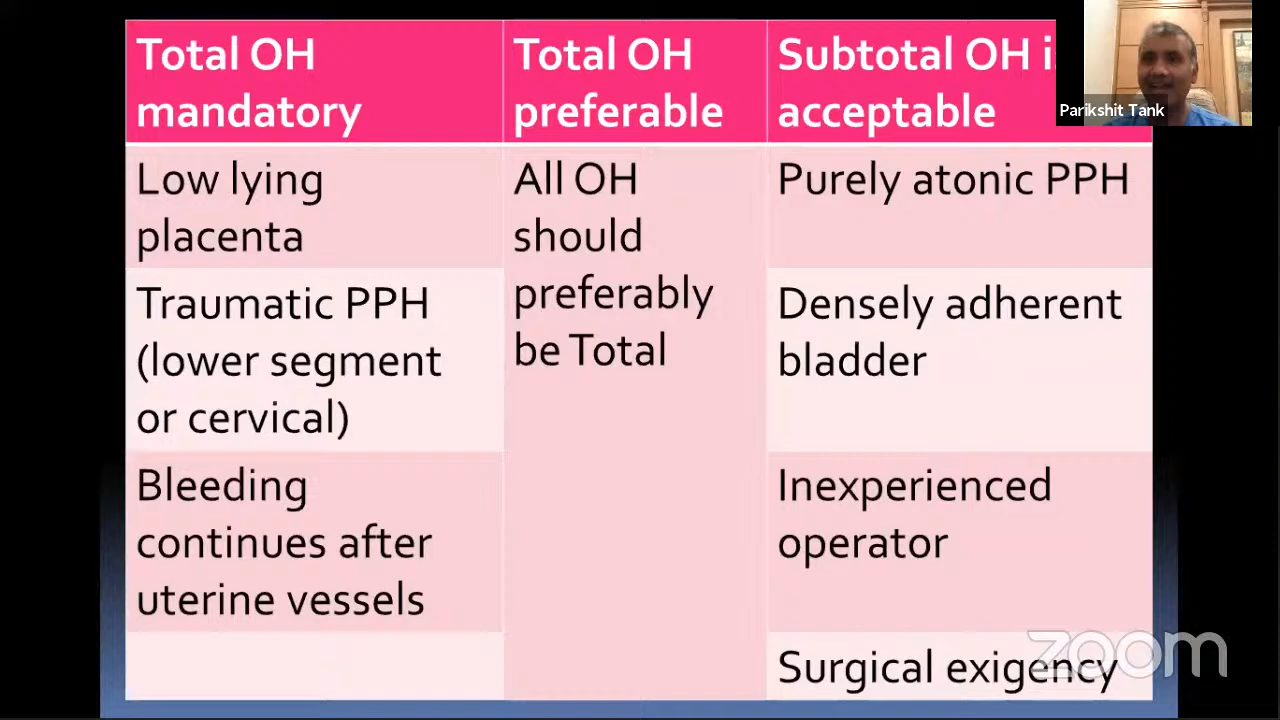 Total OH
mandatory
Total OH
preferable
Subtotal OH
acceptable
Parikshit Tank
Low lying
placenta
All OH
should
preferably
be Total
Purely atonic PPH
Traumatic PPH
(lower segment
or cervical)
Densely adherent
bladder
Bleeding
continues after
uterine vessels
Inexperienced
operator
Surgical exigency
zoom